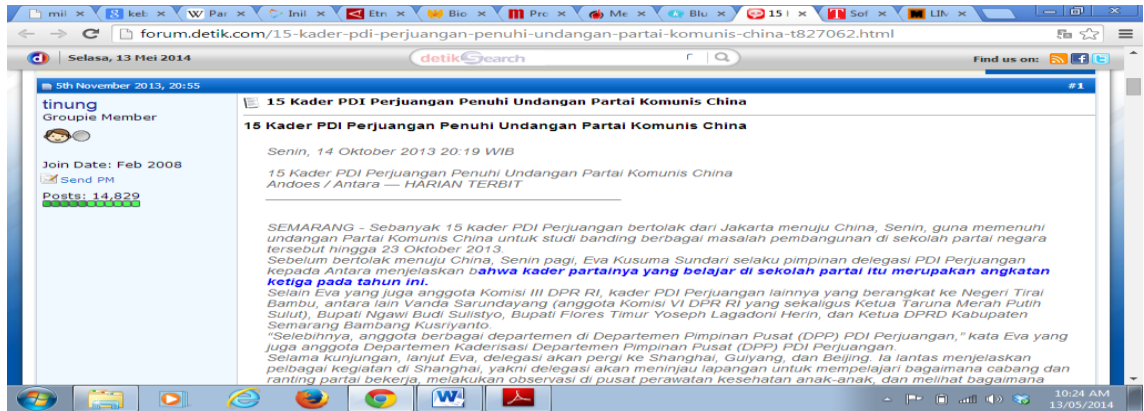 mil
keb
Par
Inil
Etn
Bic
Prc
Me
Blu
15 |
Sof
LIN
forum.detik.com/15-kader-pdi-perjuangan-penuhi-undangan-partai-komunis-china-t827062.html
Selasa, 13 Mei 2014
detikSearch
Find us on:
5th November 2013, 20:55
#1
tinung
Groupie Member
Join Date: Feb 2008
Send PM
Posts: 14,829
15 Kader PDI Perjuangan Penuhi Undangan Partai Komunis China
15 Kader PDI Perjuangan Penuhi Undangan Partai Komunis China
Senin, 14 Oktober 2013 20:19 WIB
15 Kader PDI Perjuangan Penuhi Undangan Partai Komunis China
Andoes / Antara — HARIAN TERBIT
SEMARANG - Sebanyak 15 kader PDI Perjuangan bertolak dari Jakarta menuju China, Senin, guna memenuhi
undangan Partai Komunis China untuk studi banding berbagai masalah pembangunan di sekolah partai negara
tersebut hingga 23 Oktober 2013.
Sebelum bertolak menuju China, Senin pagi, Eva Kusuma Sundari selaku pimpinan delegasi PDI Perjuangan
kepada Antara menjelaskan bahwa kader partainya yang belajar di sekolah partai itu merupakan angkatan
ketiga pada tahun ini.
Selain Eva yang juga anggota Komisi III DPR RI, kader PDI Perjuangan lainnya yang berangkat ke Negeri Tirai
Bambu, antara lain Vanda Sarundayang (anggota Komisi VI DPR RI yang sekaligus Ketua Taruna Merah Putih
Sulut), Bupati Ngawi Budi Sulistyo, Bupati Flores Timur Yoseph Lagadoni Herin, dan Ketua DPRD Kabupaten
Semarang Bambang Kusriyanto.
"Selebihnya, anggota berbagai departemen di Departemen Pimpinan Pusat (DPP) PDI Perjuangan," kata Eva yang
juga anggota Departemen Kaderisasi Departemen Pimpinan Pusat (DPP) PDI Perjuangan.
Selama kunjungan, lanjut Eva, delegasi akan pergi ke Shanghai, Guiyang, dan Beijing. Ia lantas menjelaskan
pelbagai kegiatan di Shanghai, yakni delegasi akan meninjau lapangan untuk mempelajari bagaimana cabang dan
ranting partai bekerja, melakukan observasi di pusat perawatan kesehatan anak-anak, dan melihat bagaimana
10:24 AM
13/05/2014